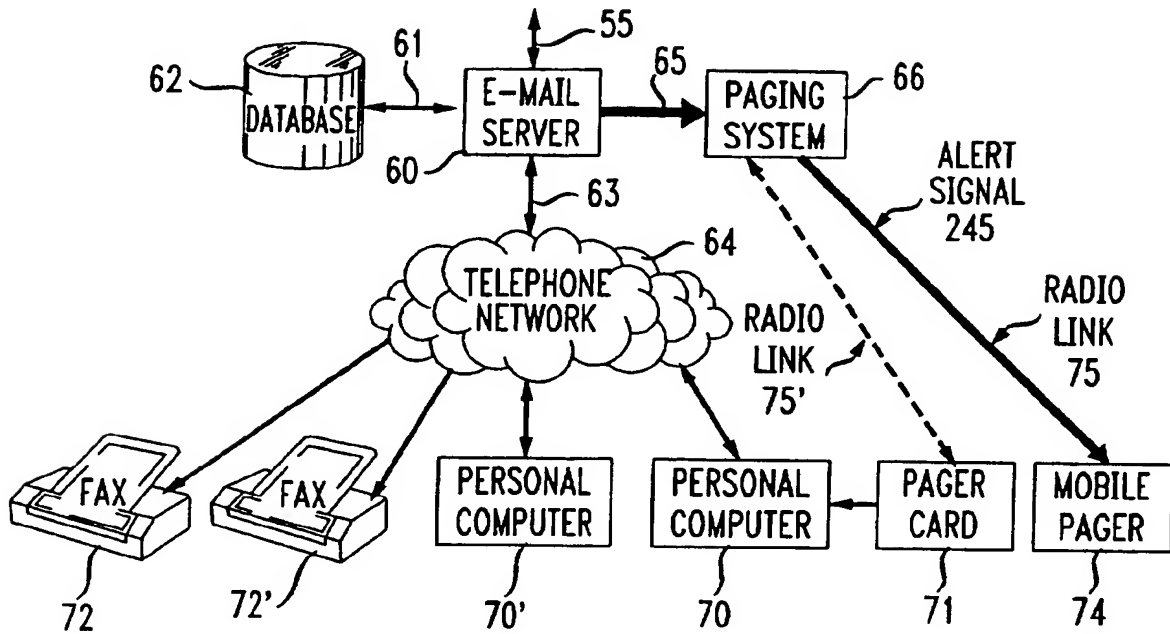 55
61
62
DATABASE
E-MAIL
SERVER
60
65
PAGING
SYSTEM
66
63
ALERT
SIGNAL
245
64
TELEPHONE
NETWORK
RADIO
LINK
75'
RADIO
LINK
75
FAX
FAX
PERSONAL
COMPUTER
PERSONAL
COMPUTER
PAGER
CARD
MOBILE
PAGER
72
72'
70'
70
71
74